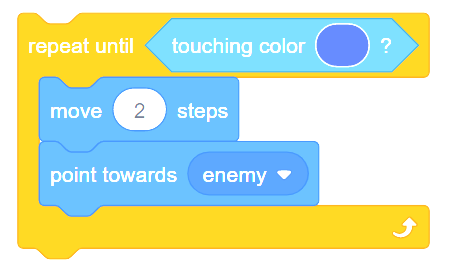 repeat until touching color ?
move 2 steps
point towards enemy